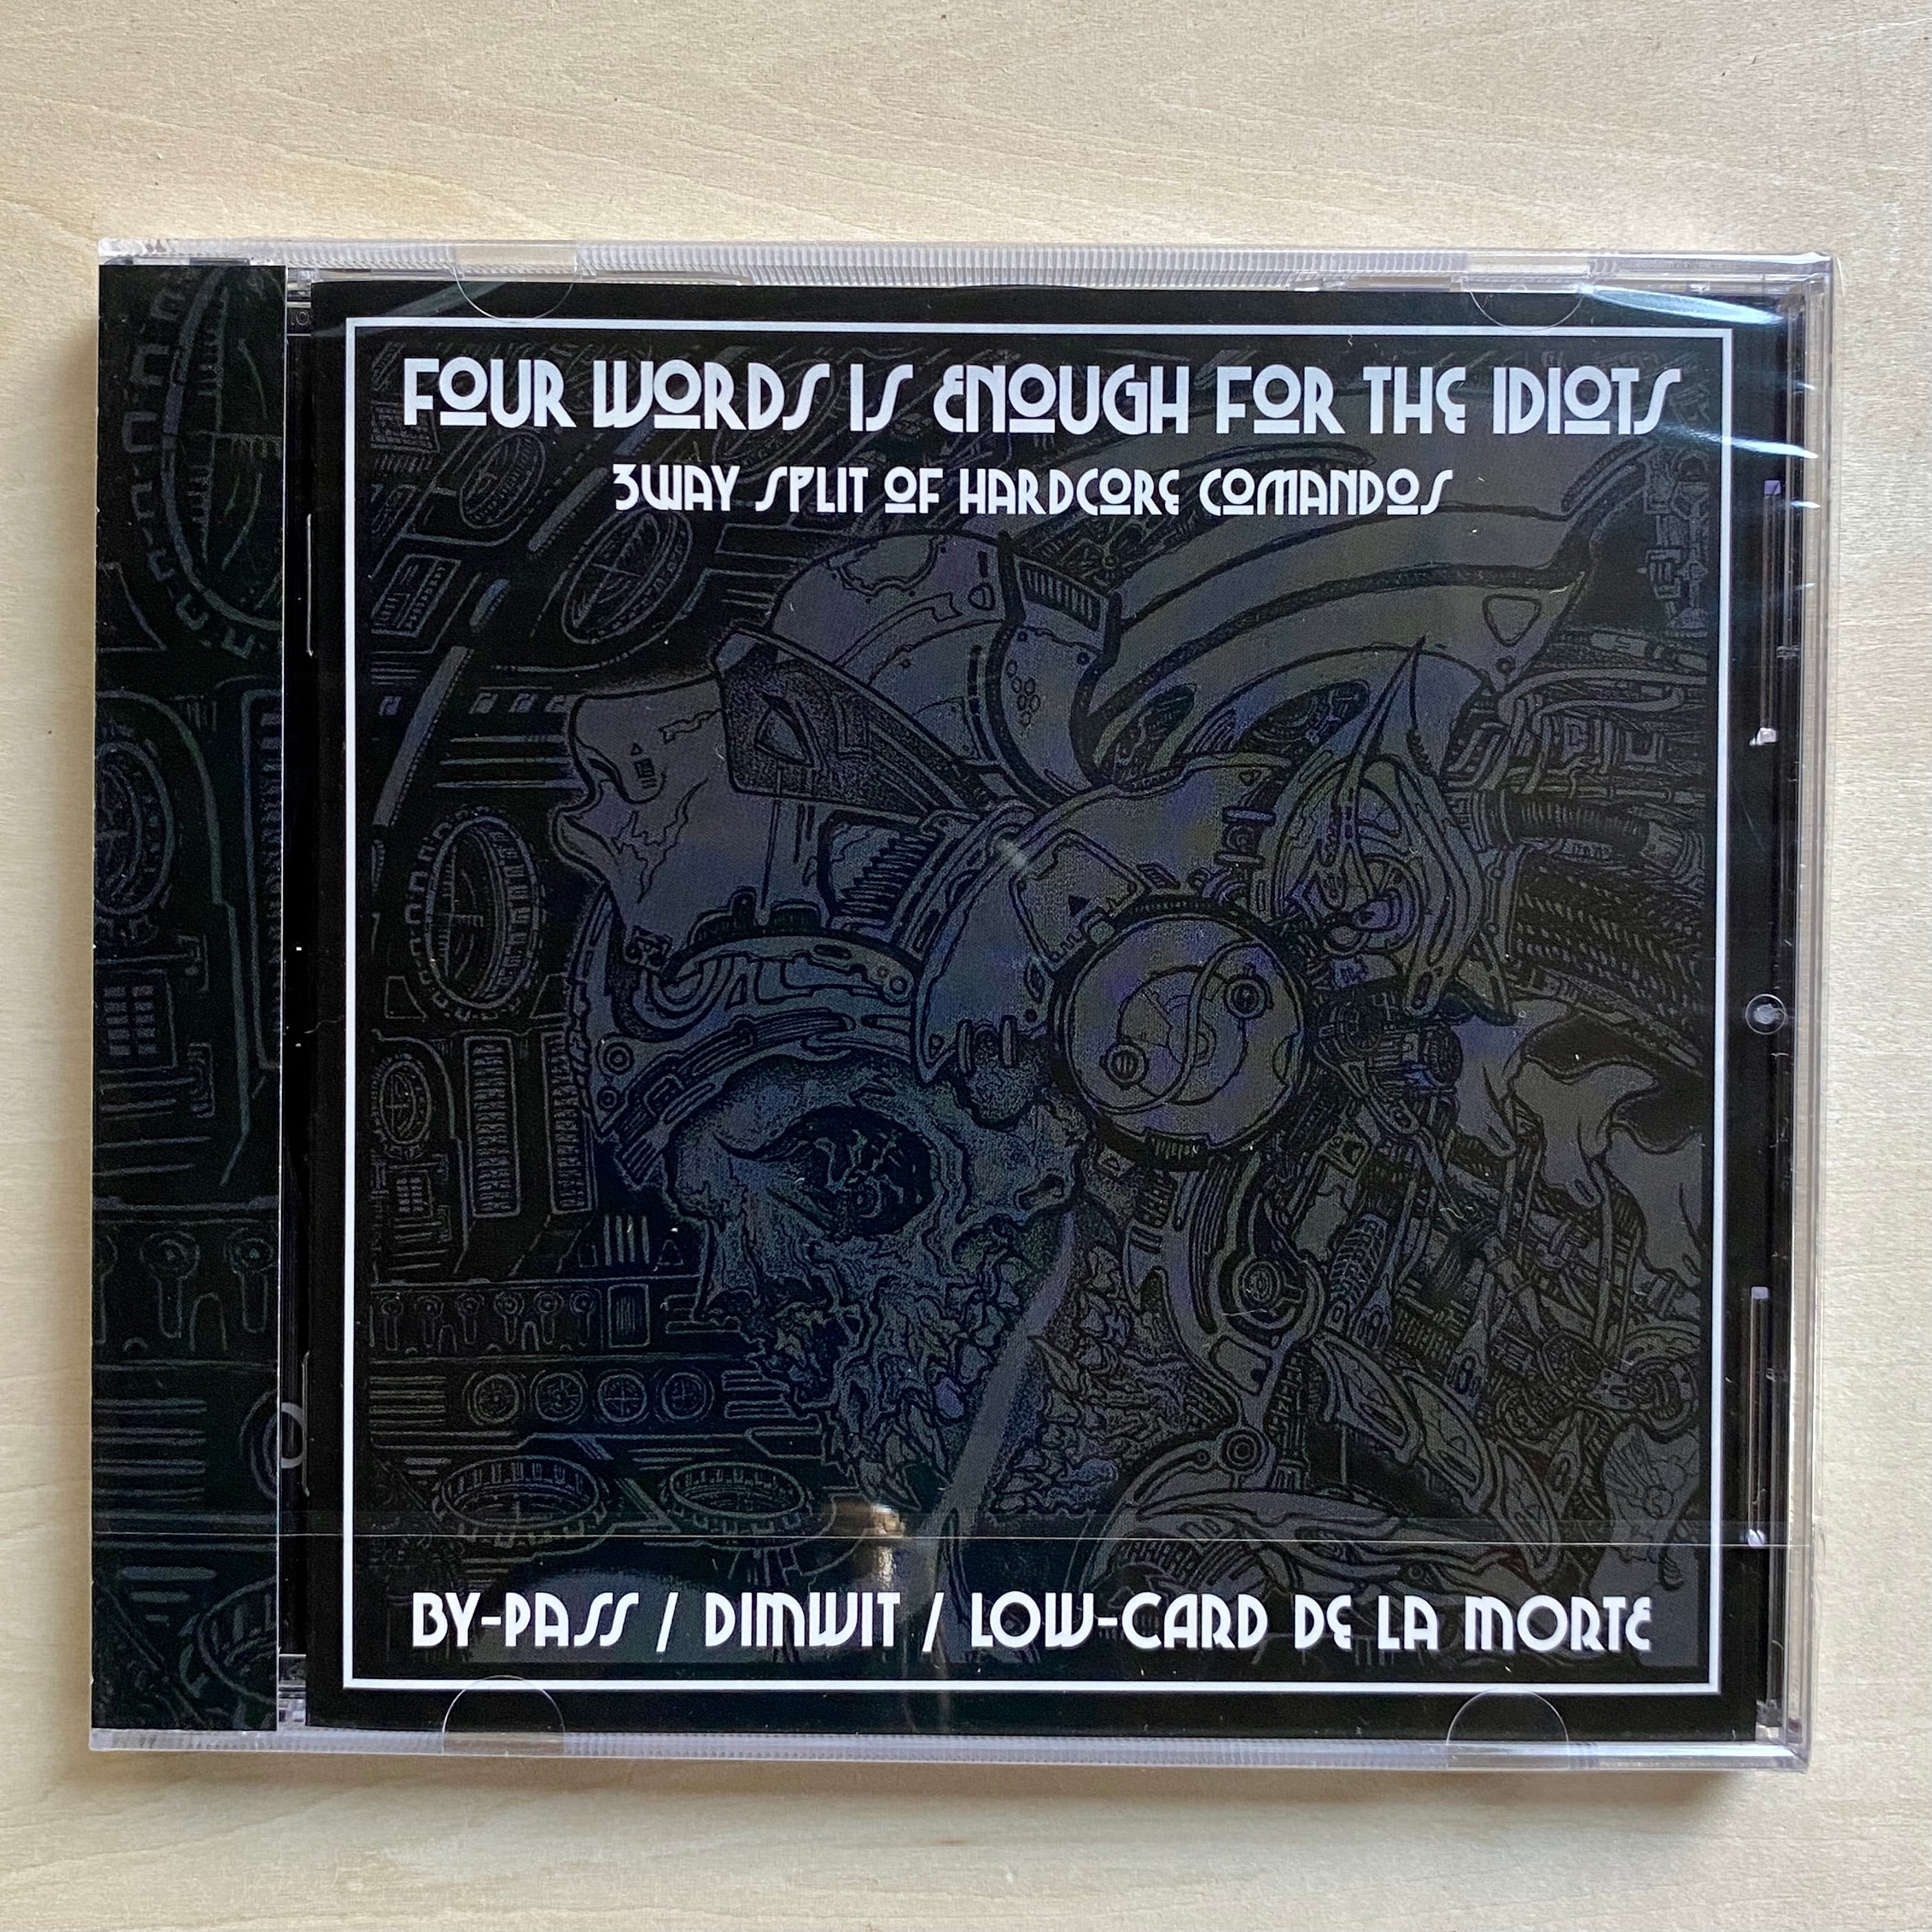 FOUR WORDS IS ENOUGH FOR THE IDIOTS
3WAY SPLIT OF HARDCORE COMANDOS
BY-PASS / DIMWIT / LOW-CARD DE LA MORTE